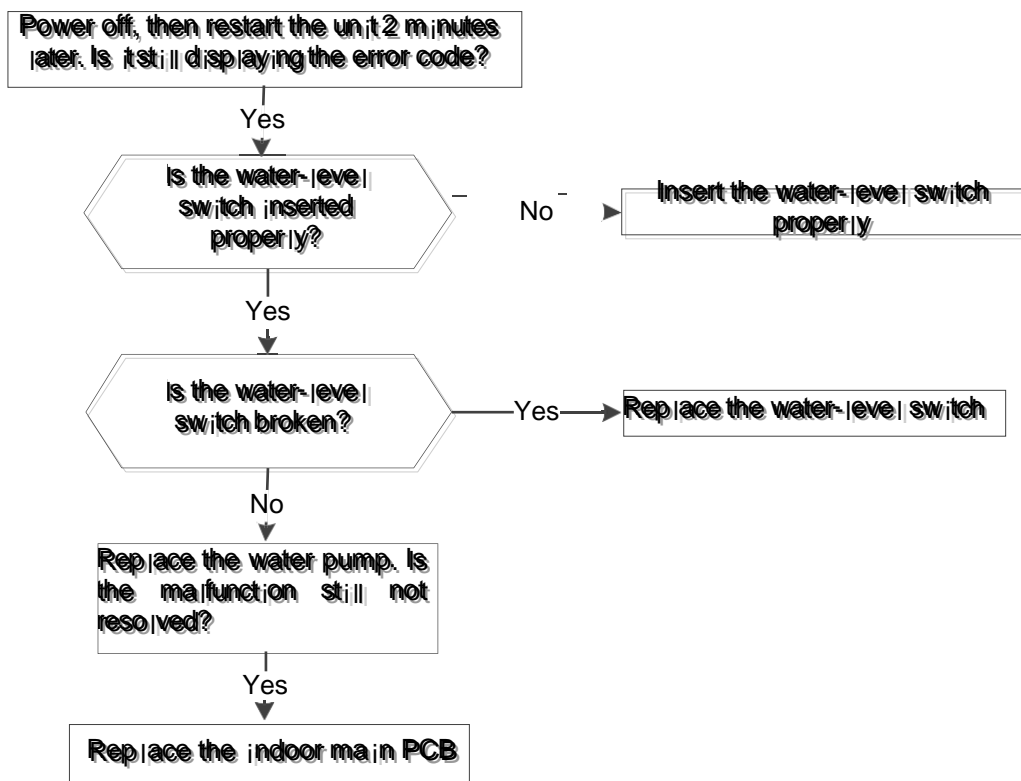 Power off, then restart the unit 2 minutes
later. Is it still displaying the error code?
Yes
Is the water-level
switch inserted
properly?
No
Insert the water-level switch
properly
Yes
Is the water-level
switch broken?
Yes
Replace the water-level switch
No
Replace the water pump. Is
the malfunction still not
resolved?
Yes
Replace the indoor main PCB